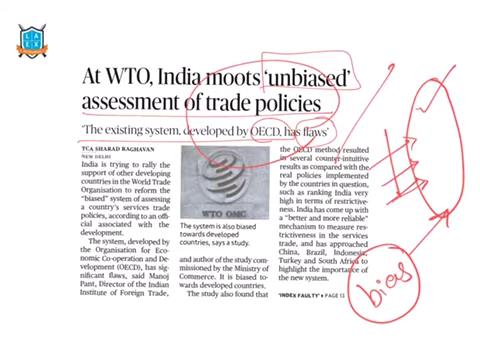 LA
EX
At WTO, India moots 'unbiased'
assessment of trade policies
'The existing system, developed by OECD, has flaws'
TCA SHARAD RAGHAVAN
NEW DELHI
India is trying to rally the
support of other developing
countries in the World Trade
Organisation to reform the
"biased" system of assessing
a country's services trade
policies, according to an offi-
cial associated with the
development.
The system, developed by
the Organisation for Eco-
nomic Co-operation and De-
velopment (OECD), has sig-
nificant flaws, said Manoj
Pant, Director of the Indian
Institute of Foreign Trade,
WTO OMC
The system is also biased
towards developed
countries, says a study.
and author of the study com-
missioned by the Ministry of
Commerce. It is biased to-
wards developed countries.
The study also found that
the OECD method resulted
in several counter-intuitive
results as compared with the
real policies implemented
by the countries in question,
such as ranking India very
high in terms of restrictive-
ness. India has come up with
a "better and more reliable"
mechanism to measure res-
trictiveness in the services
trade, and has approached
China, Brazil, Indonesia,
Turkey and South Africa to
highlight the importance of
the new system.
'INDEX FAULTY' ▸ PAGE 13
bias